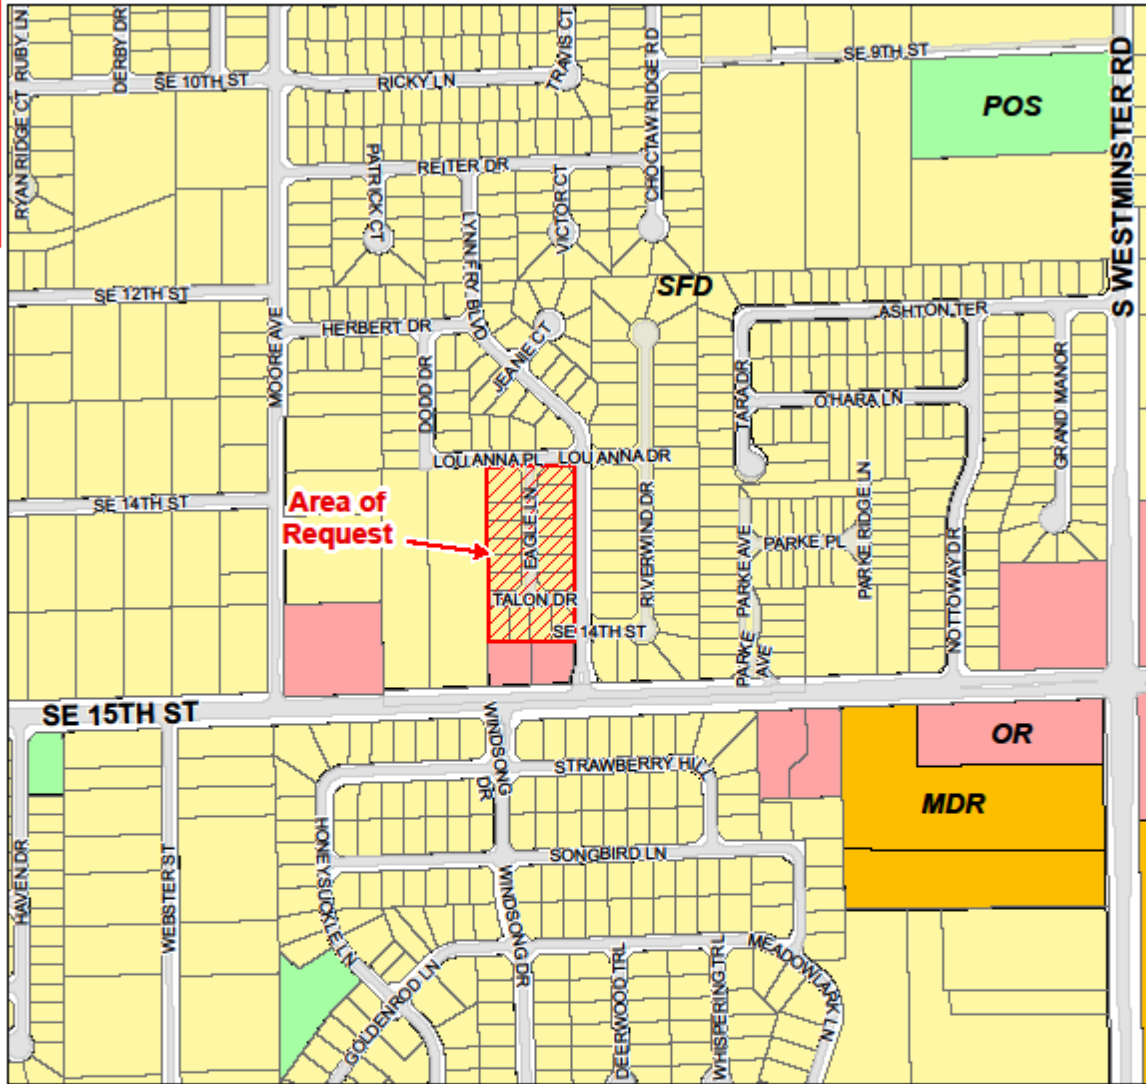 RUBY LN
DERBY DR
TRAVIS CT
SE 9TH ST
SE 10TH ST
RICKY LN
CHOCTAW RIDGE RD
POS
S WESTMINSTER RD
RYAN RIDGE CT
PATRICK CT
REITER DR
LYNN FRY BLVD
VICTOR CT
SFD
SE 12TH ST
MOORE AVE
HERBERT DR
JEANIE CT
ASHTON TER
DODD DR
TARA DR
O'HARA LN
GRAND MANOR
LOU ANNA PL
LOU ANNA DR
SE 14TH ST
Area of
Request
EAGLE LN
RIVERWIND DR
PARKE PL
PARKE RIDGE LN
PARKE AVE
NOTTOWAY DR
TALON DR
SE 14TH ST
PARKE
AVE
SE 15TH ST
WINDSONG
DR
STRAWBERRY HILL
OR
MDR
HAVEN DR
WEBSTER ST
HONEYSUCKLE LN
SONGBIRD LN
WINDSONG DR
GOLDENROD LN
DEERWOOD TRL
WHISPERING TRL
MEADOWLARK LN